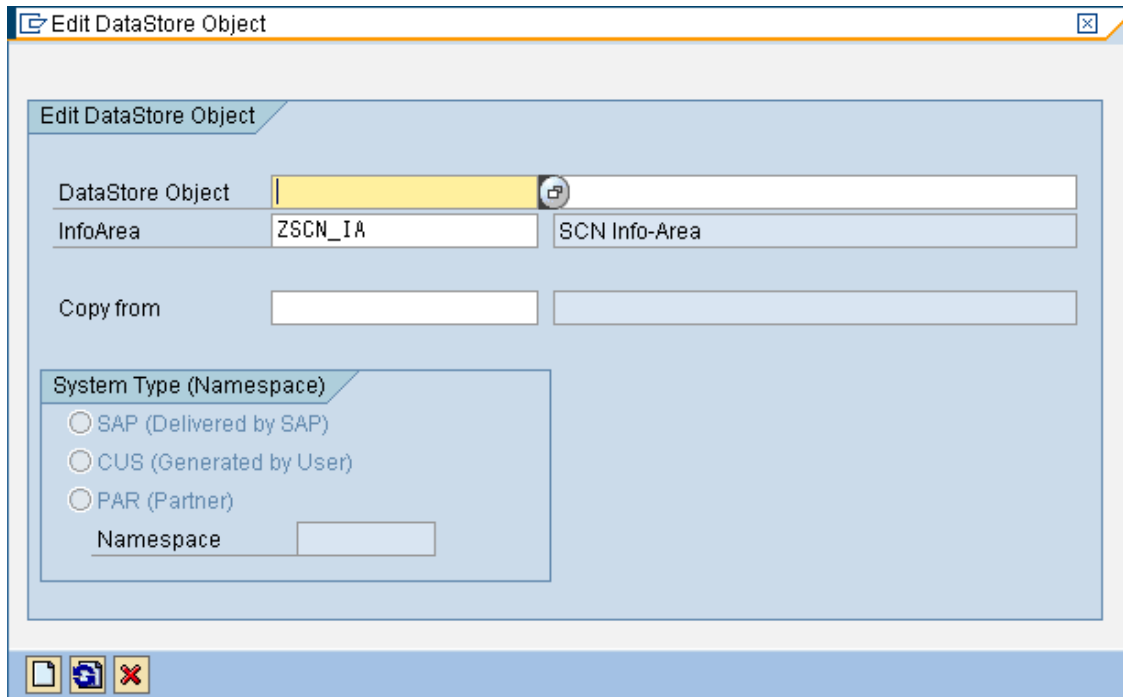 Edit DataStore Object
Edit DataStore Object
DataStore Object
InfoArea ZSCN_IA SCN Info-Area
Copy from
System Type (Namespace)
SAP (Delivered by SAP)
CUS (Generated by User)
PAR (Partner)
Namespace